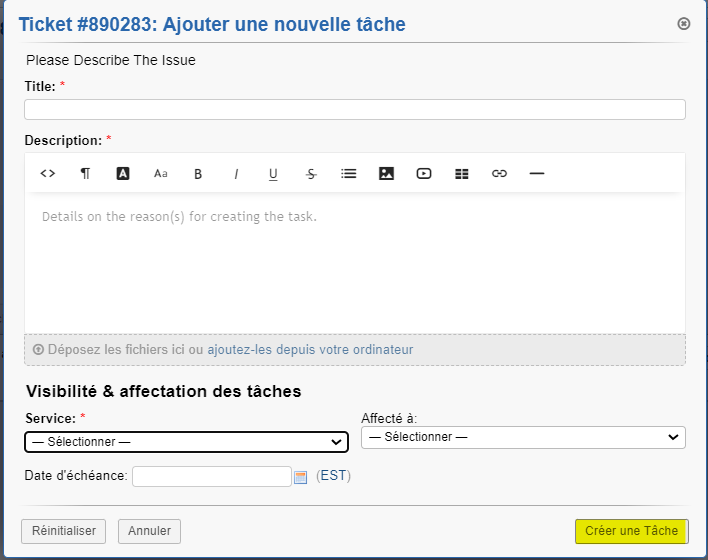 Ticket #890283: Ajouter une nouvelle tâche
Please Describe The Issue
Title: *
Description: *
<> ¶ A Aa B I U S
Details on the reason(s) for creating the task.
Déposez les fichiers ici ou ajoutez-les depuis votre ordinateur
Visibilité & affectation des tâches
Service: *
Affecté à:
— Sélectionner —
— Sélectionner —
Date d'échéance: (EST)
Réinitialiser Annuler Créer une Tâche